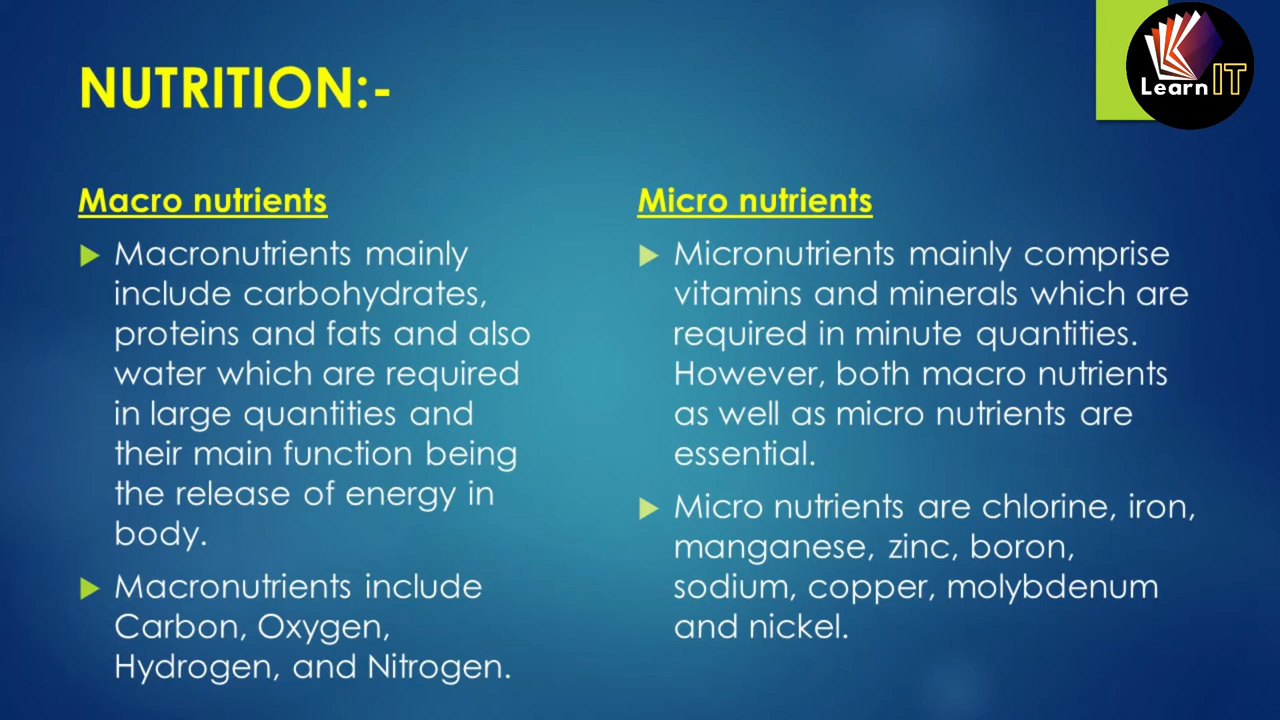 NUTRITION:-
Learn IT
Macro nutrients
Macronutrients mainly
include carbohydrates,
proteins and fats and also
water which are required
in large quantities and
their main function being
the release of energy in
body.
Macronutrients include
Carbon, Oxygen,
Hydrogen, and Nitrogen.
Micro nutrients
Micronutrients mainly comprise
vitamins and minerals which are
required in minute quantities.
However, both macro nutrients
as well as micro nutrients are
essential.
Micro nutrients are chlorine, iron,
manganese, zinc, boron,
sodium, copper, molybdenum
and nickel.